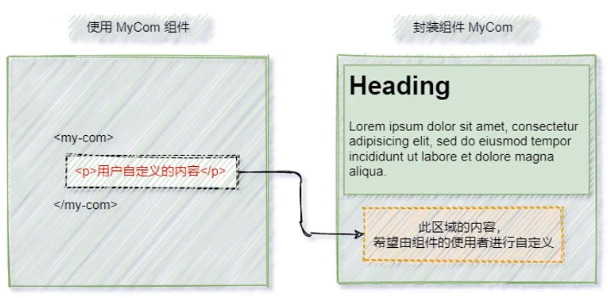 使用 MyCom 组件
封装组件 MyCom
<my-com>
<p>用户自定义的内容</p>
</my-com>
Heading
Lorem ipsum dolor sit amet, consectetur
adipisicing elit, sed do eiusmod tempor
incididunt ut labore et dolore magna
aliqua.
此区域的内容，
希望由组件的使用者进行自定义